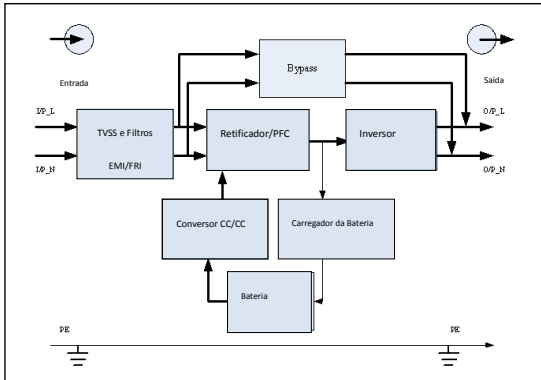 Bypass
Entrada
Saída
I/P_L
O/P_L
TVSS e Filtros
EMI/FRI
Retificador/PFC
Inversor
I/P_N
O/P_N
Conversor CC/CC
Carregador da Bateria
Bateria
PE
PE